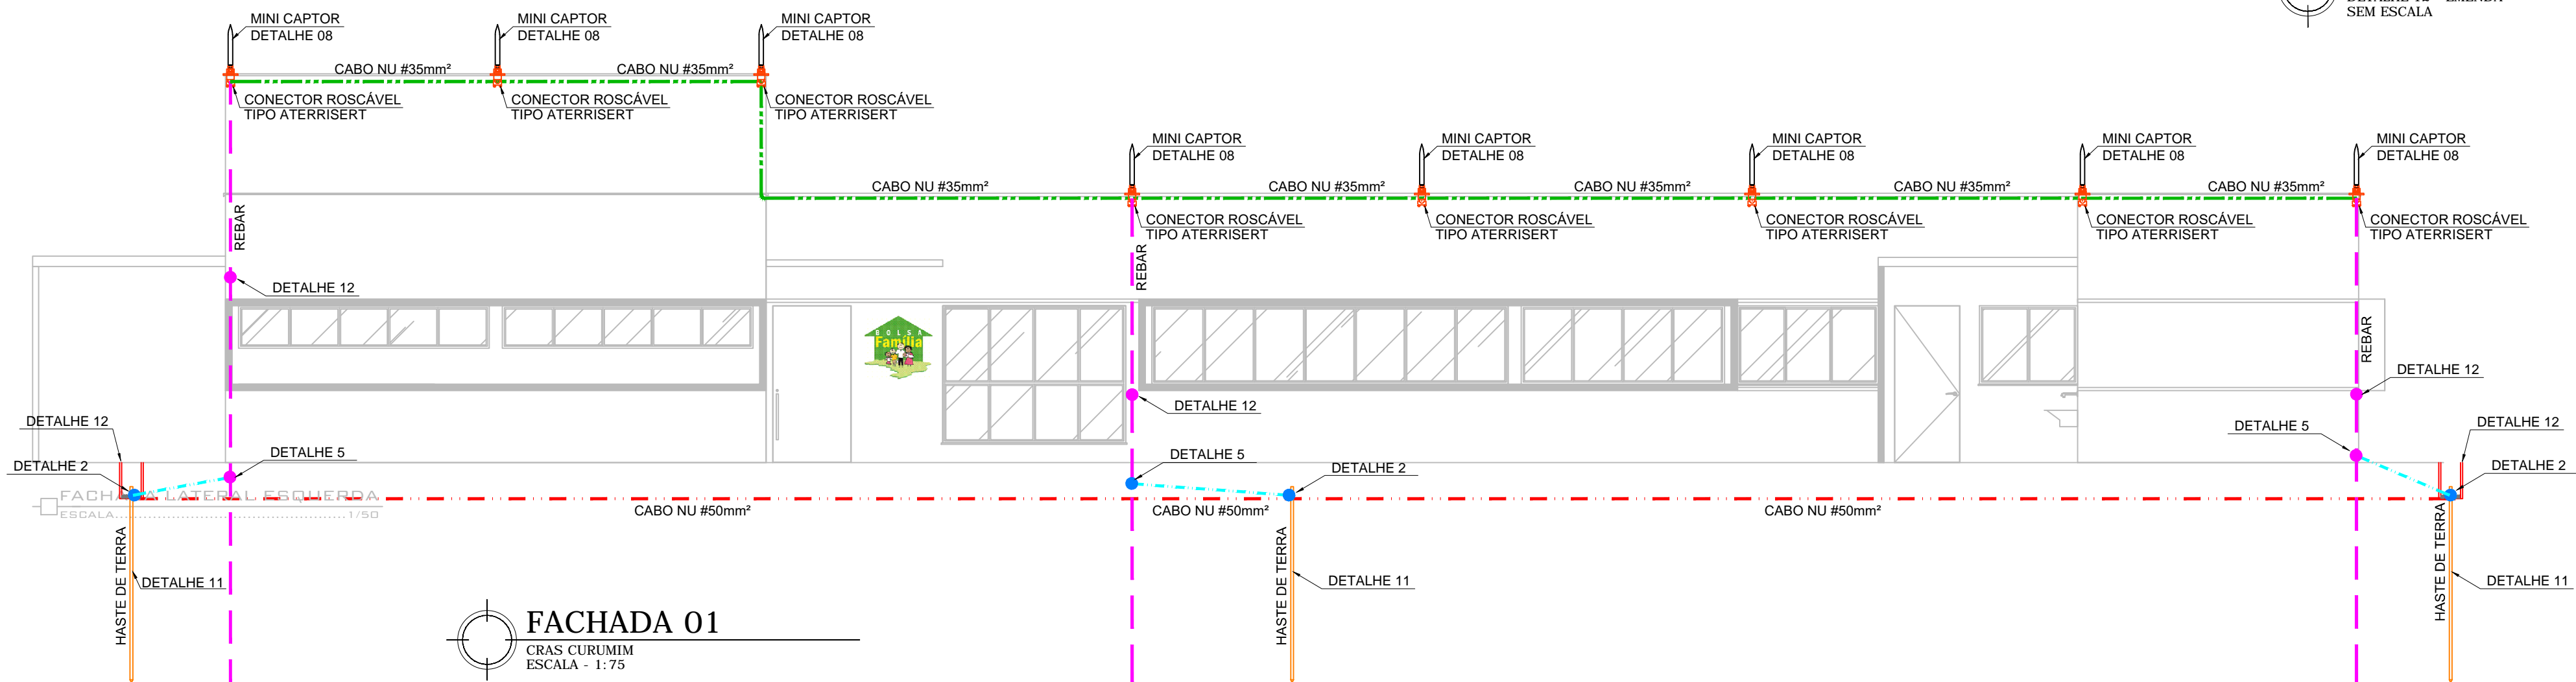 DETALHE 12 - EMENDA
SEM ESCALA
MINI CAPTOR
DETALHE 08
MINI CAPTOR
DETALHE 08
MINI CAPTOR
DETALHE 08
CABO NU #35mm²
CABO NU #35mm²
CONECTOR ROSCÁVEL
TIPO ATERRISERT
CONECTOR ROSCÁVEL
TIPO ATERRISERT
CONECTOR ROSCÁVEL
TIPO ATERRISERT
MINI CAPTOR
DETALHE 08
MINI CAPTOR
DETALHE 08
MINI CAPTOR
DETALHE 08
MINI CAPTOR
DETALHE 08
MINI CAPTOR
DETALHE 08
CABO NU #35mm²
CABO NU #35mm²
CABO NU #35mm²
CABO NU #35mm²
CABO NU #35mm²
CONECTOR ROSCÁVEL
TIPO ATERRISERT
CONECTOR ROSCÁVEL
TIPO ATERRISERT
CONECTOR ROSCÁVEL
TIPO ATERRISERT
CONECTOR ROSCÁVEL
TIPO ATERRISERT
CONECTOR ROSCÁVEL
TIPO ATERRISERT
REBAR
REBAR
REBAR
DETALHE 12
BOLSA
Família
DETALHE 12
DETALHE 12
DETALHE 12
DETALHE 2
DETALHE 5
DETALHE 5
DETALHE 2
DETALHE 5
DETALHE 12
DETALHE 2
FACHADA LATERAL ESQUERDA
ESCALA..........................................1/50
CABO NU #50mm²
CABO NU #50mm²
CABO NU #50mm²
HASTE DE TERRA
DETALHE 11
HASTE DE TERRA
DETALHE 11
HASTE DE TERRA
DETALHE 11
FACHADA 01
CRAS CURUMIM
ESCALA - 1:75